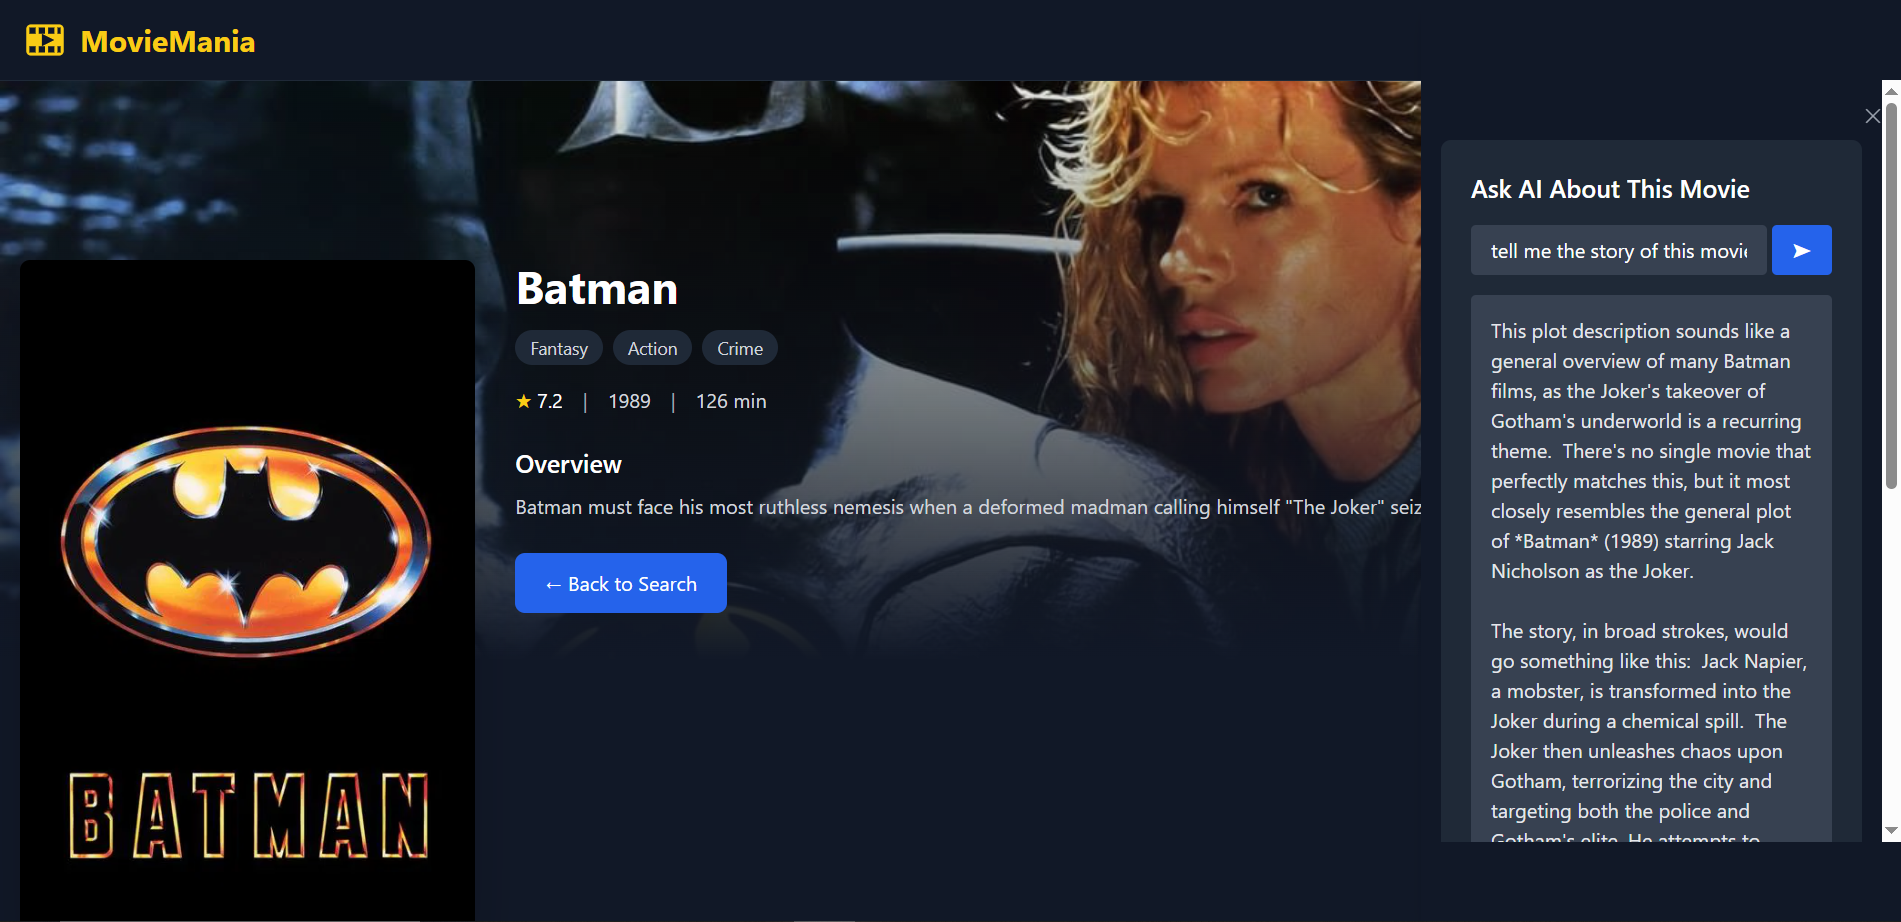 MovieMania
Batman
Fantasy
Action
Crime
★ 7.2 | 1989 | 126 min
Overview
Batman must face his most ruthless nemesis when a deformed madman calling himself "The Joker" seiz
← Back to Search
BATMAN
Ask AI About This Movie
tell me the story of this movie
This plot description sounds like a
general overview of many Batman
films, as the Joker's takeover of
Gotham's underworld is a recurring
theme.  There's no single movie that
perfectly matches this, but it most
closely resembles the general plot
of *Batman* (1989) starring Jack
Nicholson as the Joker.
The story, in broad strokes, would
go something like this:  Jack Napier,
a mobster, is transformed into the
Joker during a chemical spill.  The
Joker then unleashes chaos upon
Gotham, terrorizing the city and
targeting both the police and
Gotham's elite. He attempts to